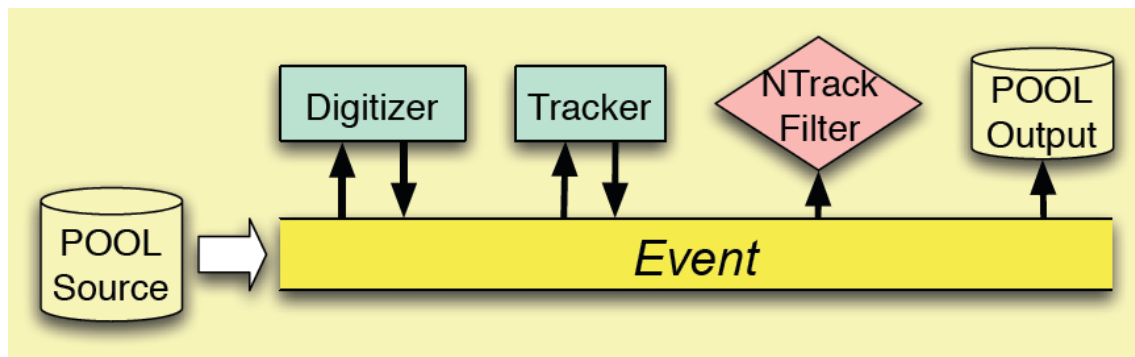 Digitizer
Tracker
NTrack
Filter
POOL
Output
POOL
Source
Event